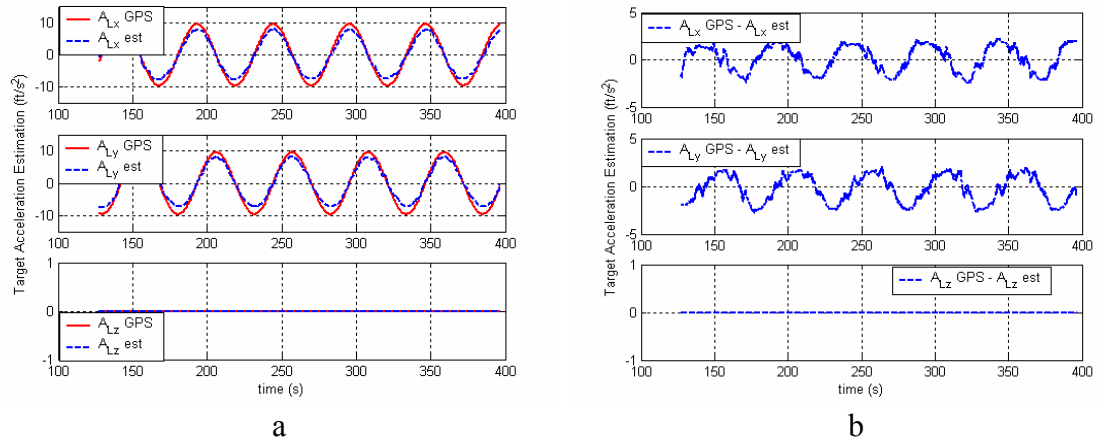 A_Lx GPS
A_Lx est
10
0
-10
100 150 200 250 300 350 400
A_Ly GPS
A_Ly est
10
0
-10
100 150 200 250 300 350 400
Target Acceleration Estimation (ft/s²)
1
0
-1
A_Lz GPS
A_Lz est
100 150 200 250 300 350 400
time (s)
a
A_Lx GPS - A_Lx est
5
0
-5
100 150 200 250 300 350 400
A_Ly GPS - A_Ly est
5
0
-5
100 150 200 250 300 350 400
Target Acceleration Estimation (ft/s²)
A_Lz GPS - A_Lz est
1
0
-1
100 150 200 250 300 350 400
time (s)
b